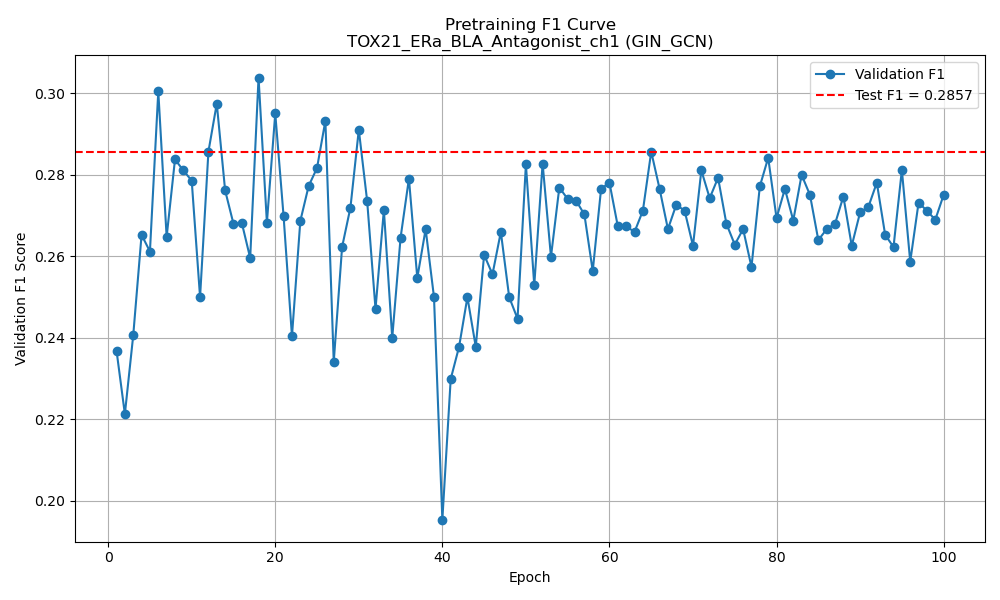 Pretraining F1 Curve
TOX21_ERa_BLA_Antagonist_ch1 (GIN_GCN)
Validation F1
Test F1 = 0.2857
Validation F1 Score
0.30
0.28
0.26
0.24
0.22
0.20
0 20 40 60 80 100
Epoch